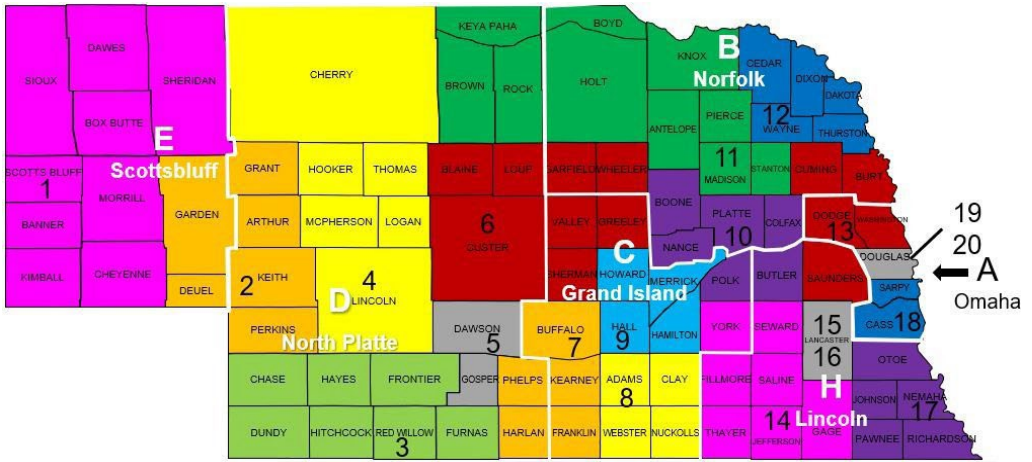 BOYD
KEYA PAHA
KNOX
B
CEDAR
DAWES
SIOUX
SHERIDAN
CHERRY
BROWN
ROCK
HOLT
Norfolk
DIXON
DAKOTA
BOX BUTTE
PIERCE
12
WAYNE
ANTELOPE
THURSTON
E
Scottsbluff
GRANT
HOOKER
THOMAS
BLAINE
LOUP
GARFIELD
WHEELER
11
MADISON
STANTON
CUMING
BURT
SCOTTS BLUFF
1
MORRILL
BANNER
GARDEN
ARTHUR
MCPHERSON
LOGAN
6
CUSTER
VALLEY
GREELEY
BOONE
PLATTE
10
COLFAX
DODGE
13
WASHINGTON
19
20
NANCE
C
DOUGLAS
A
Omaha
KIMBALL
CHEYENNE
DEUEL
2
KEITH
4
LINCOLN
D
SHERMAN
HOWARD
MERRICK
Grand Island
POLK
BUTLER
SAUNDERS
SARPY
CASS
18
PERKINS
North Platte
DAWSON
5
BUFFALO
7
HALL
9
HAMILTON
YORK
SEWARD
15
LANCASTER
16
OTOE
CHASE
HAYES
FRONTIER
GOSPER
PHELPS
KEARNEY
ADAMS
8
CLAY
FILLMORE
SALINE
H
Lincoln
JOHNSON
NEMAHA
17
DUNDY
HITCHCOCK
RED WILLOW
3
FURNAS
HARLAN
FRANKLIN
WEBSTER
NUCKOLLS
THAYER
14
JEFFERSON
GAGE
PAWNEE
RICHARDSON